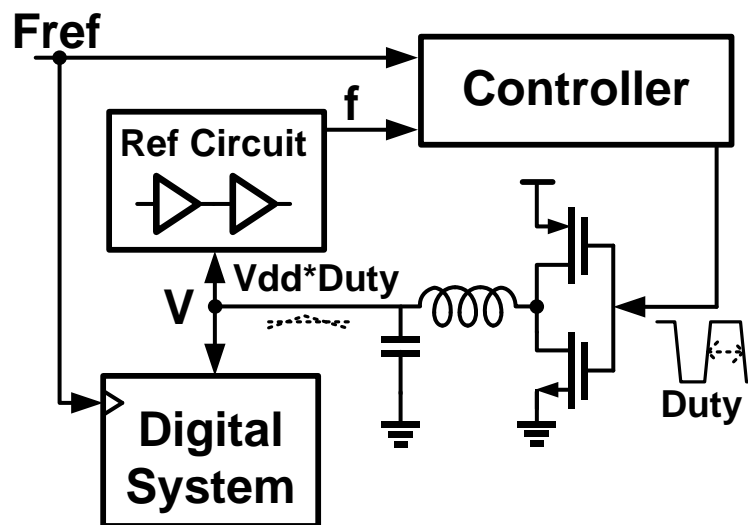 Fref
Controller
f
Ref Circuit
Vdd*Duty
V
Duty
Digital
System